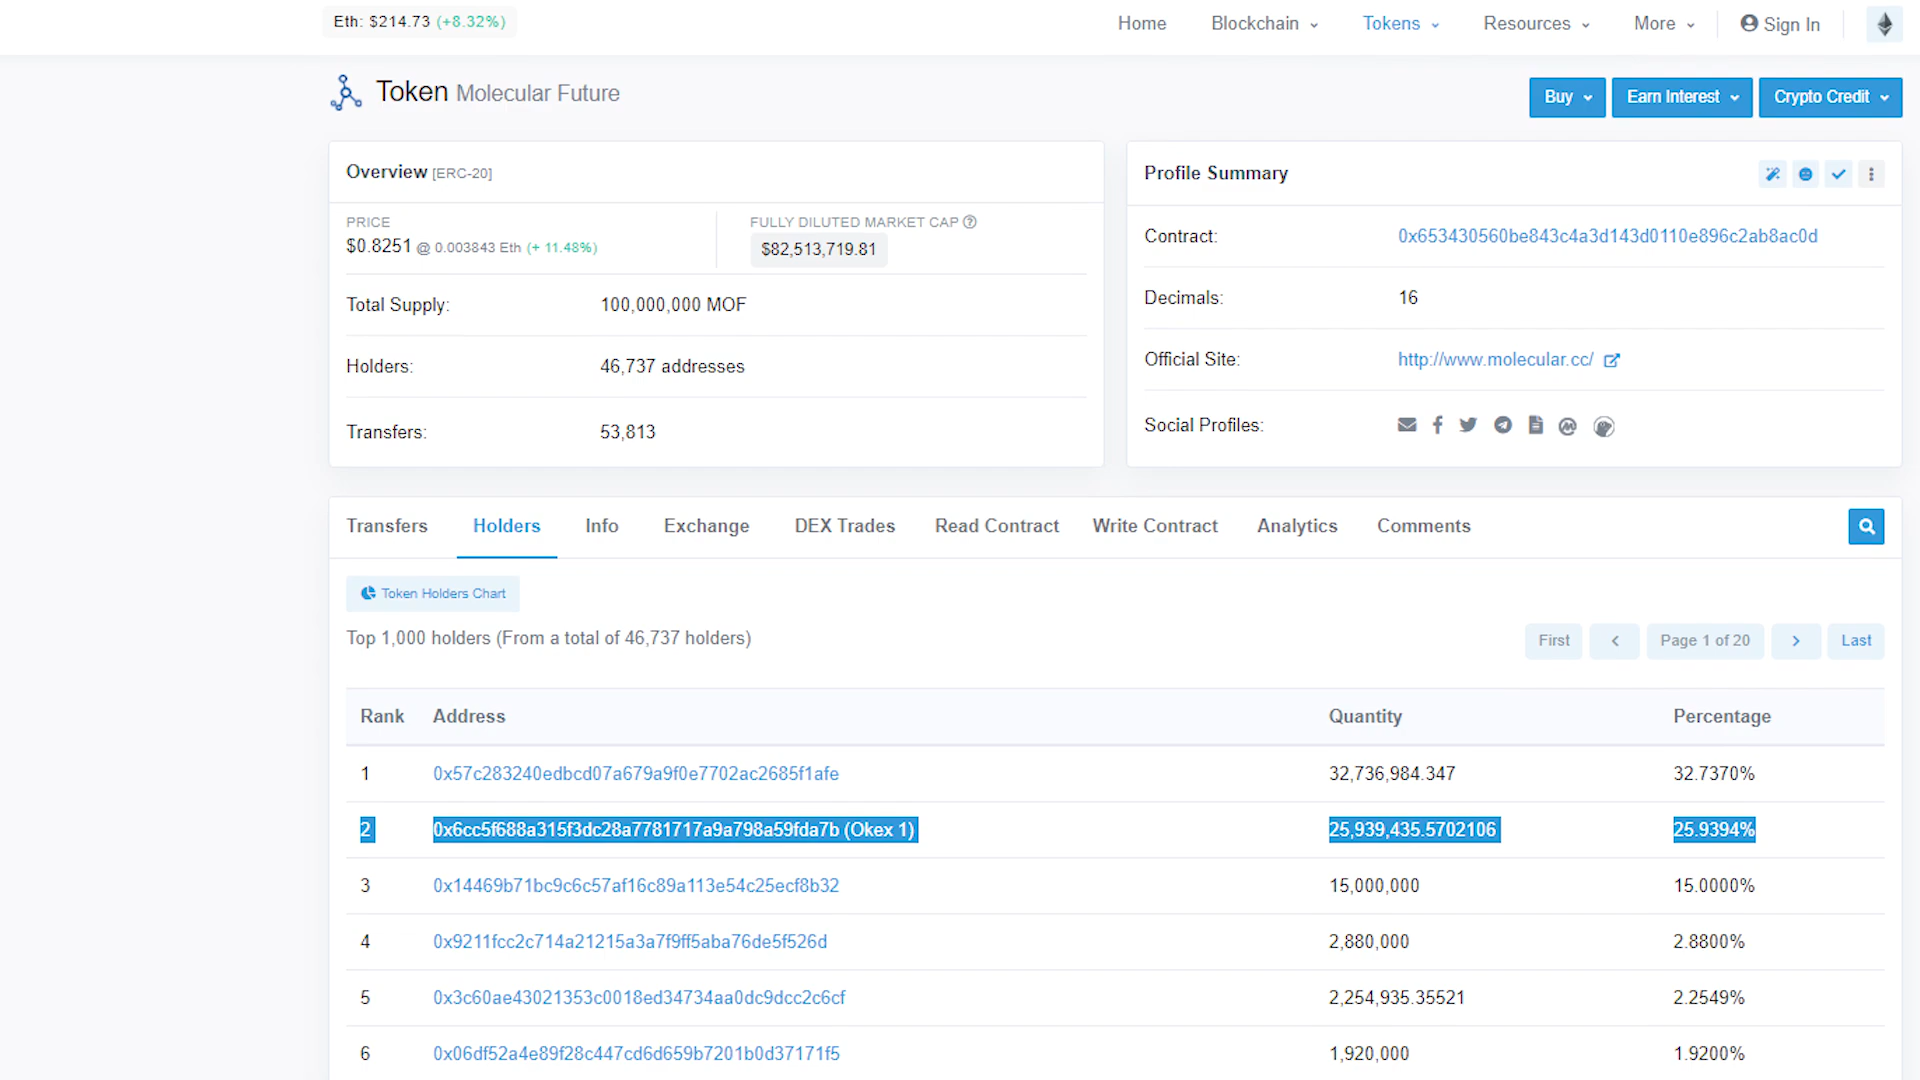 Eth: $214.73 (+8.32%)
Home Blockchain Tokens Resources More Sign In
Token Molecular Future
Buy Earn Interest Crypto Credit
Overview [ERC-20]
PRICE
$0.8251 @ 0.003843 Eth (+ 11.48%)
FULLY DILUTED MARKET CAP
$82,513,719.81
Total Supply: 100,000,000 MOF
Holders: 46,737 addresses
Transfers: 53,813
Profile Summary
Contract: 0x653430560be843c4a3d143d0110e896c2ab8ac0d
Decimals: 16
Official Site: http://www.molecular.cc/
Social Profiles:
Transfers Holders Info Exchange DEX Trades Read Contract Write Contract Analytics Comments
Token Holders Chart
Top 1,000 holders (From a total of 46,737 holders)
First Page 1 of 20 Last
Rank Address Quantity Percentage
1 0x57c283240edbcd07a679a9f0e7702ac2685f1afe 32,736,984.347 32.7370%
2 0x6cc5f688a315f3dc28a7781717a9a798a59fda7b (Okex 1) 25,939,435.5702106 25.9394%
3 0x14469b71bc9c6c57af16c89a113e54c25ecf8b32 15,000,000 15.0000%
4 0x9211fcc2c714a21215a3a7f9ff5aba76de5f526d 2,880,000 2.8800%
5 0x3c60ae43021353c0018ed34734aa0dc9dcc2c6cf 2,254,935.35521 2.2549%
6 0x06df52a4e89f28c447cd6d659b7201b0d37171f5 1,920,000 1.9200%